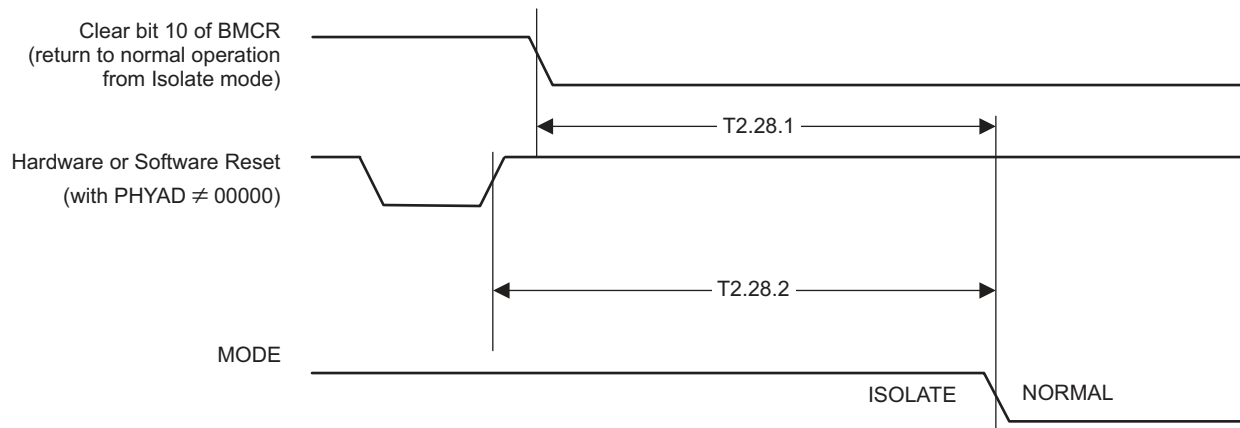 Clear bit 10 of BMCR
(return to normal operation
from Isolate mode)
T2.28.1
Hardware or Software Reset
(with PHYAD ≠ 00000)
T2.28.2
MODE
ISOLATE
NORMAL